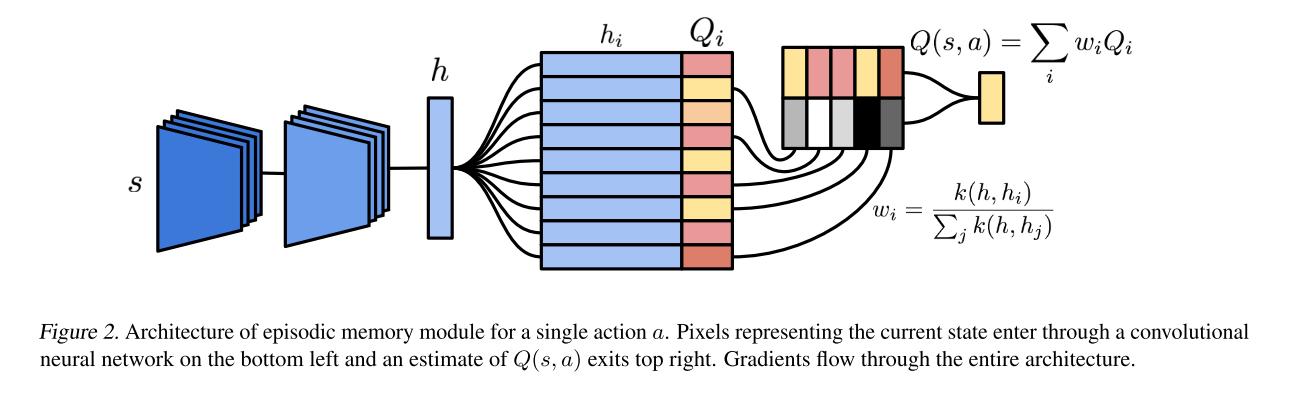 s
h
h_i
Q_i
Q(s, a) = \sum_i w_i Q_i
w_i = \frac{k(h, h_i)}{\sum_j k(h, h_j)}
Figure 2. Architecture of episodic memory module for a single action a. Pixels representing the current state enter through a convolutional
neural network on the bottom left and an estimate of Q(s, a) exits top right. Gradients flow through the entire architecture.